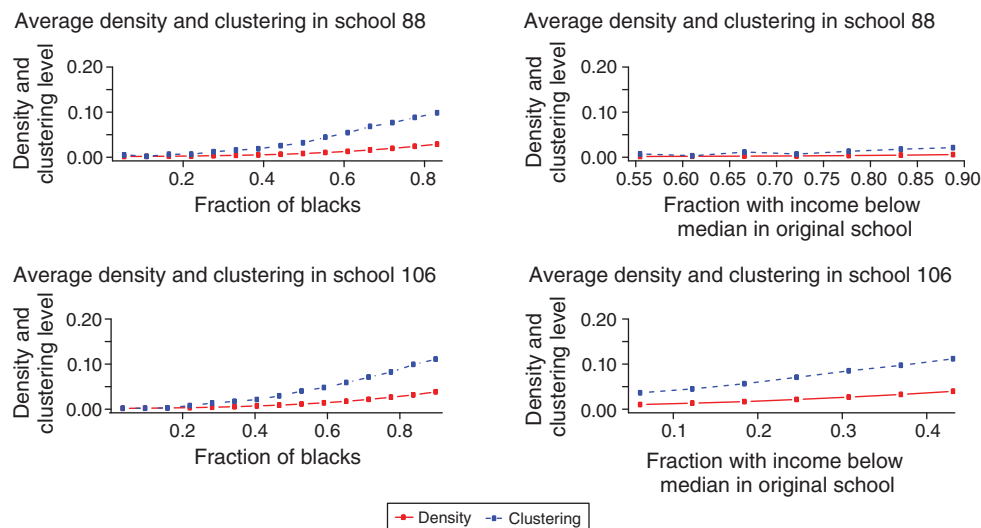 Average density and clustering in school 88
Density and
clustering level
0.20
0.10
0.00
0.2
0.4
0.6
0.8
Fraction of blacks
Average density and clustering in school 88
Density and
clustering level
0.20
0.10
0.00
0.55
0.60
0.65
0.70
0.75
0.80
0.85
0.90
Fraction with income below
median in original school
Average density and clustering in school 106
Density and
clustering level
0.20
0.10
0.00
0.2
0.4
0.6
0.8
Fraction of blacks
Average density and clustering in school 106
Density and
clustering level
0.20
0.10
0.00
0.1
0.2
0.3
0.4
Fraction with income below
median in original school
Density
Clustering